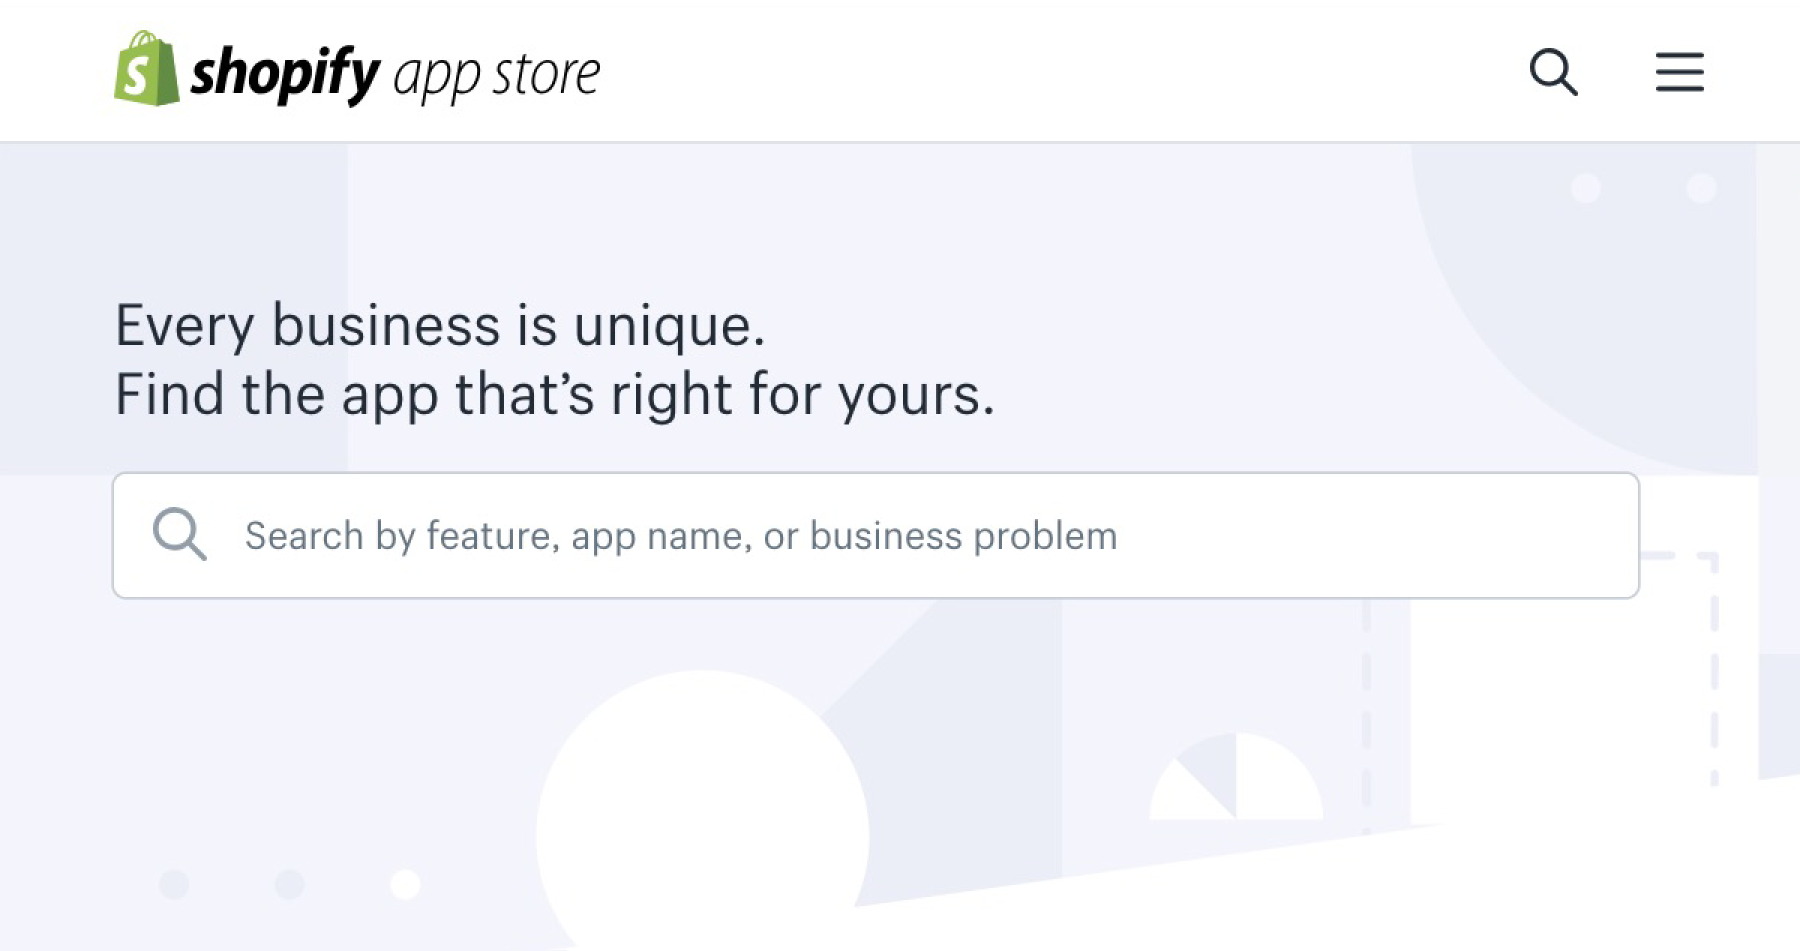 shopify app store
Every business is unique.
Find the app that’s right for yours.
Search by feature, app name, or business problem